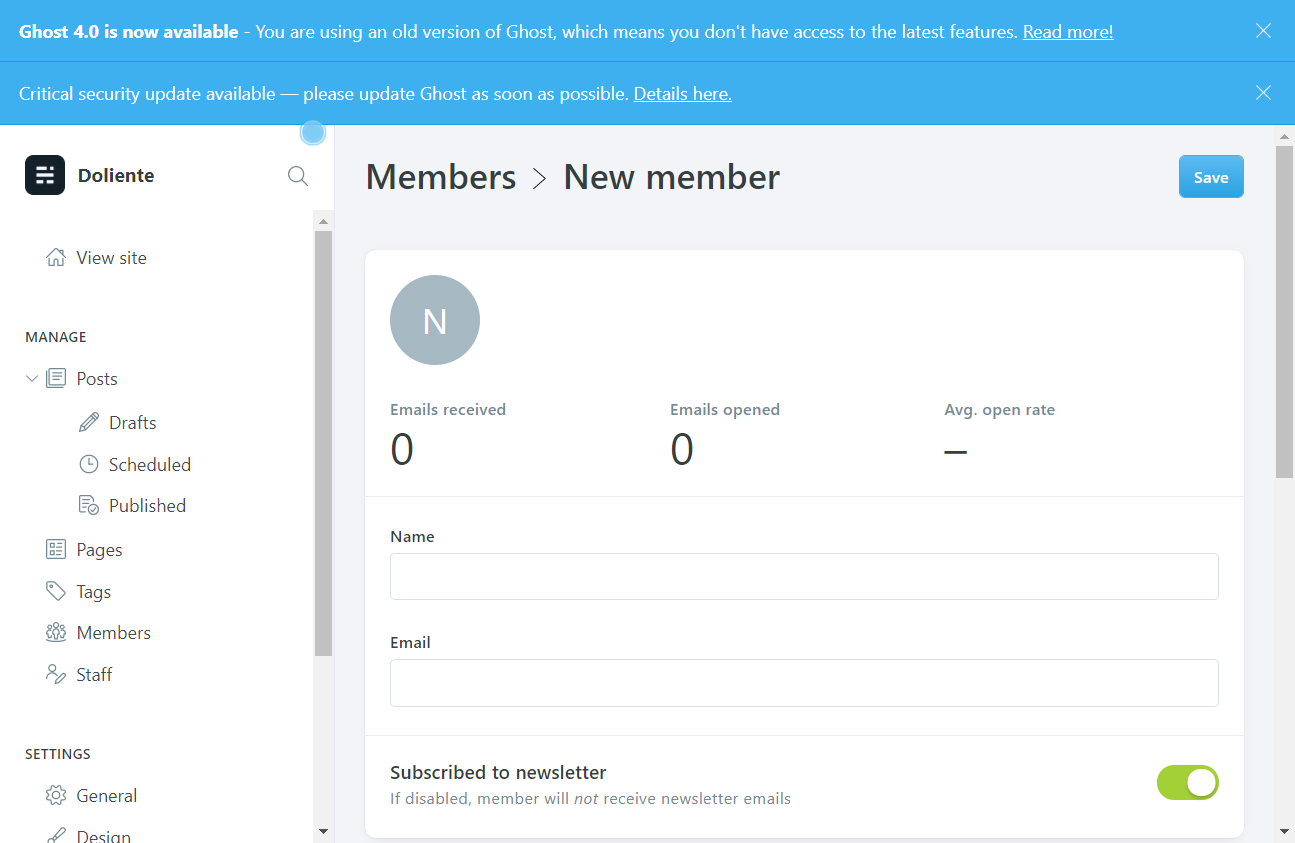 Ghost 4.0 is now available - You are using an old version of Ghost, which means you don't have access to the latest features. Read more!
Critical security update available — please update Ghost as soon as possible. Details here.
Doliente
View site
MANAGE
Posts
Drafts
Scheduled
Published
Pages
Tags
Members
Staff
SETTINGS
General
Design
Members > New member
Save
N
Emails received
0
Emails opened
0
Avg. open rate
–
Name
Email
Subscribed to newsletter
If disabled, member will not receive newsletter emails